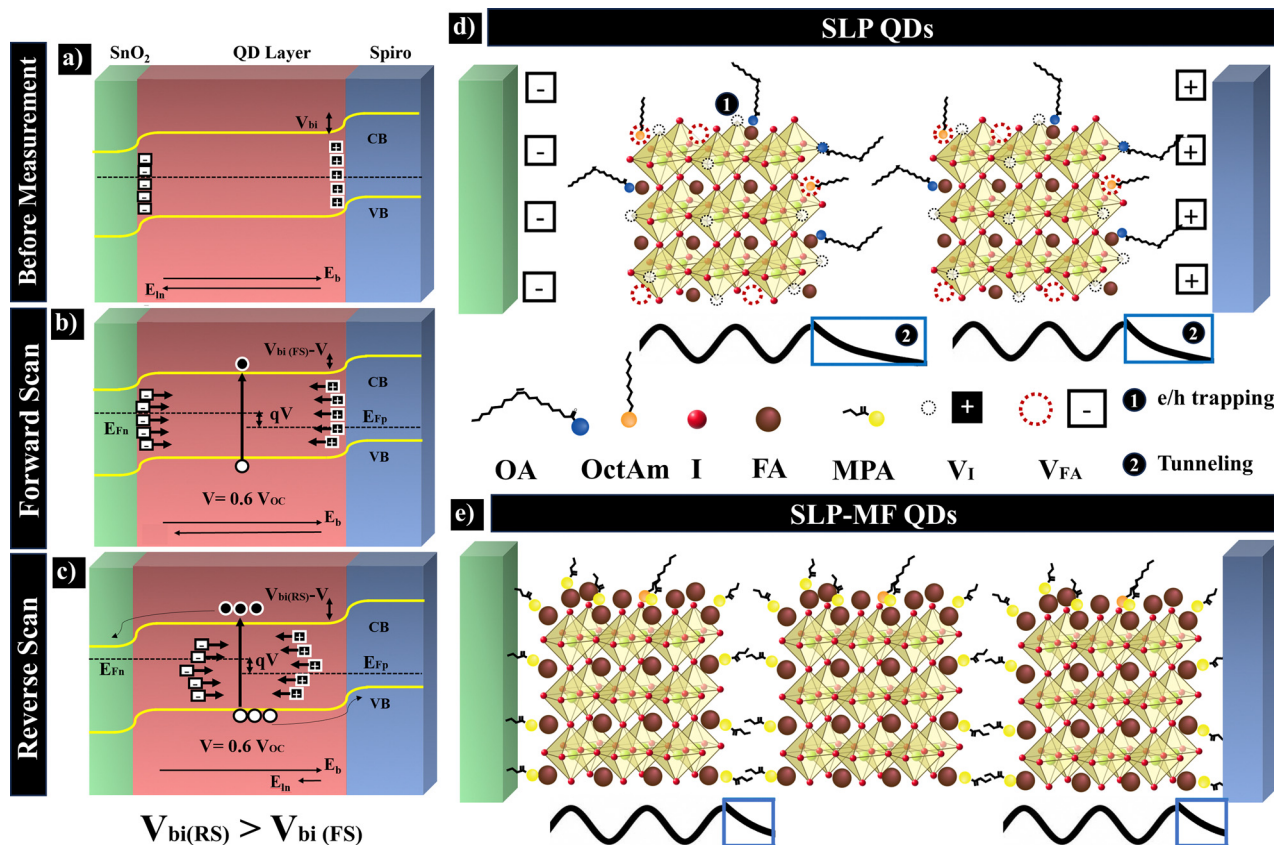 Before Measurement
a)
SnO2
QD Layer
Spiro
Vbi
CB
VB
Eb
EIn
Forward Scan
b)
Vbi (FS)-V
CB
EFn
qV
EFp
VB
V= 0.6 VOC
Eb
Reverse Scan
c)
Vbi(RS)-V
CB
EFn
qV
EFp
VB
V= 0.6 VOC
Eb
EIn
Vbi(RS) > Vbi (FS)
d)
SLP QDs
1
2
2
1 e/h trapping
OA OctAm I FA MPA VI VFA
2 Tunneling
e)
SLP-MF QDs